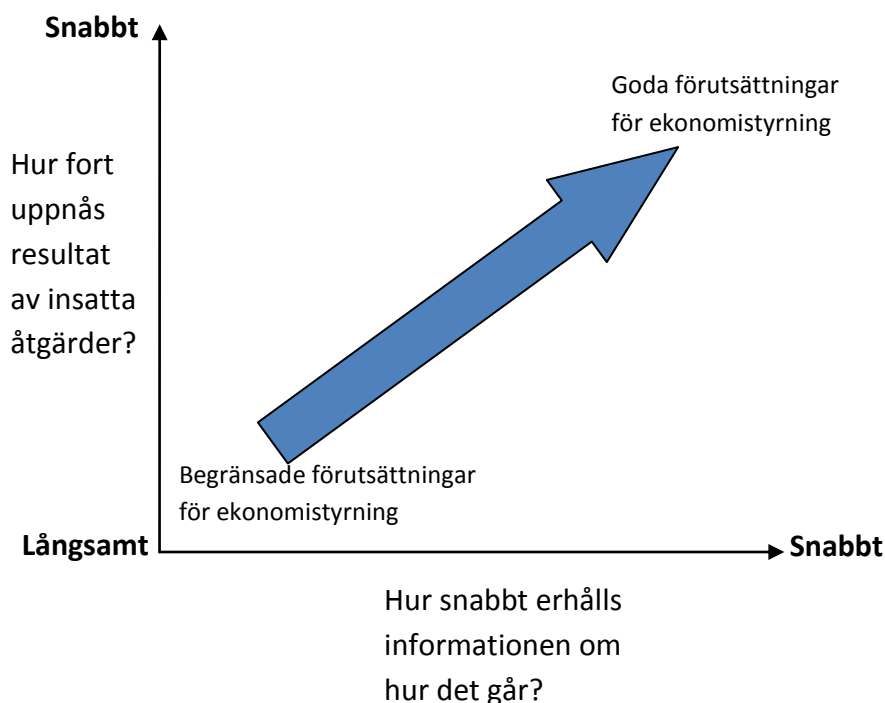 Snabbt
Goda förutsättningar
för ekonomistyrning
Hur fort
uppnås
resultat
av insatta
åtgärder?
Begränsade förutsättningar
för ekonomistyrning
Långsamt
Snabbt
Hur snabbt erhålls
informationen om
hur det går?